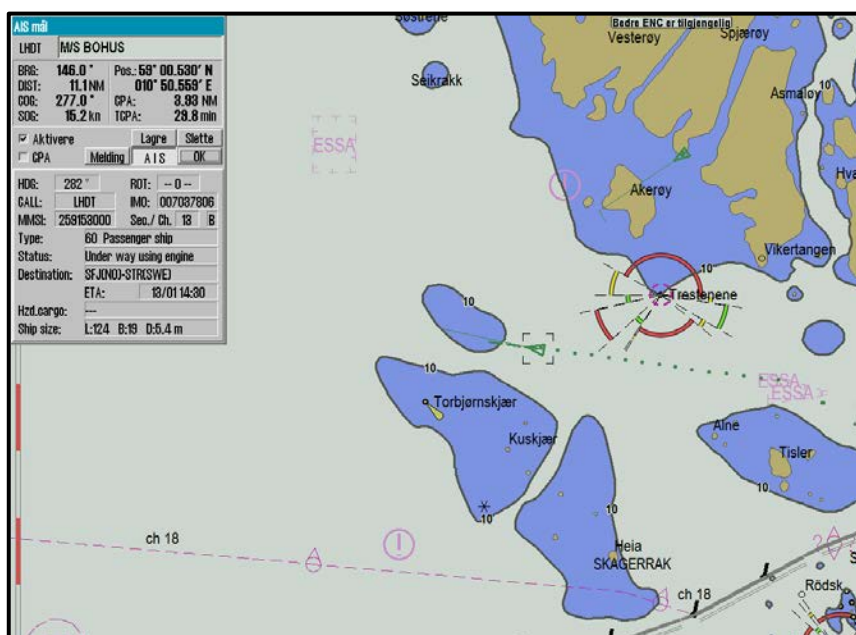 AIS mål
LHDT M/S BOHUS
BRG: 146.0 ° Pos.: 59° 00.530' N
DIST: 11.1 NM 010° 50.559' E
COG: 277.0 ° CPA: 3.93 NM
SOG: 15.2 kn TCPA: 29.8 min
Aktivere Lagre Slette
CPA Melding AIS OK
HDG: 282 ° ROT: -- 0 --
CALL: LHDT IMO: 007037806
MMSI: 259153000 Sec./ Ch. 13 B
Type: 60 Passenger ship
Status: Under way using engine
Destination: SFJ(NO)-STR(SWE)
ETA: 13/01 14:30
Hzd.cargo: ---
Ship size: L:124 B:19 D:5.4 m
Søstrene
Bedre ENC er tilgjengelig
Vesterøy
Spjærøy
Seikrakk
10
Asmaløy
ESSA
Akerøy
Hva
Vikertangen
10
Trestenene
10
10
ESSA
ESSA
Torbjørnskjær
Kuskjær
Alne
Tisler
10
10
ch 18
Heia
SKAGERRAK
2
S
ch 18
Rödsk